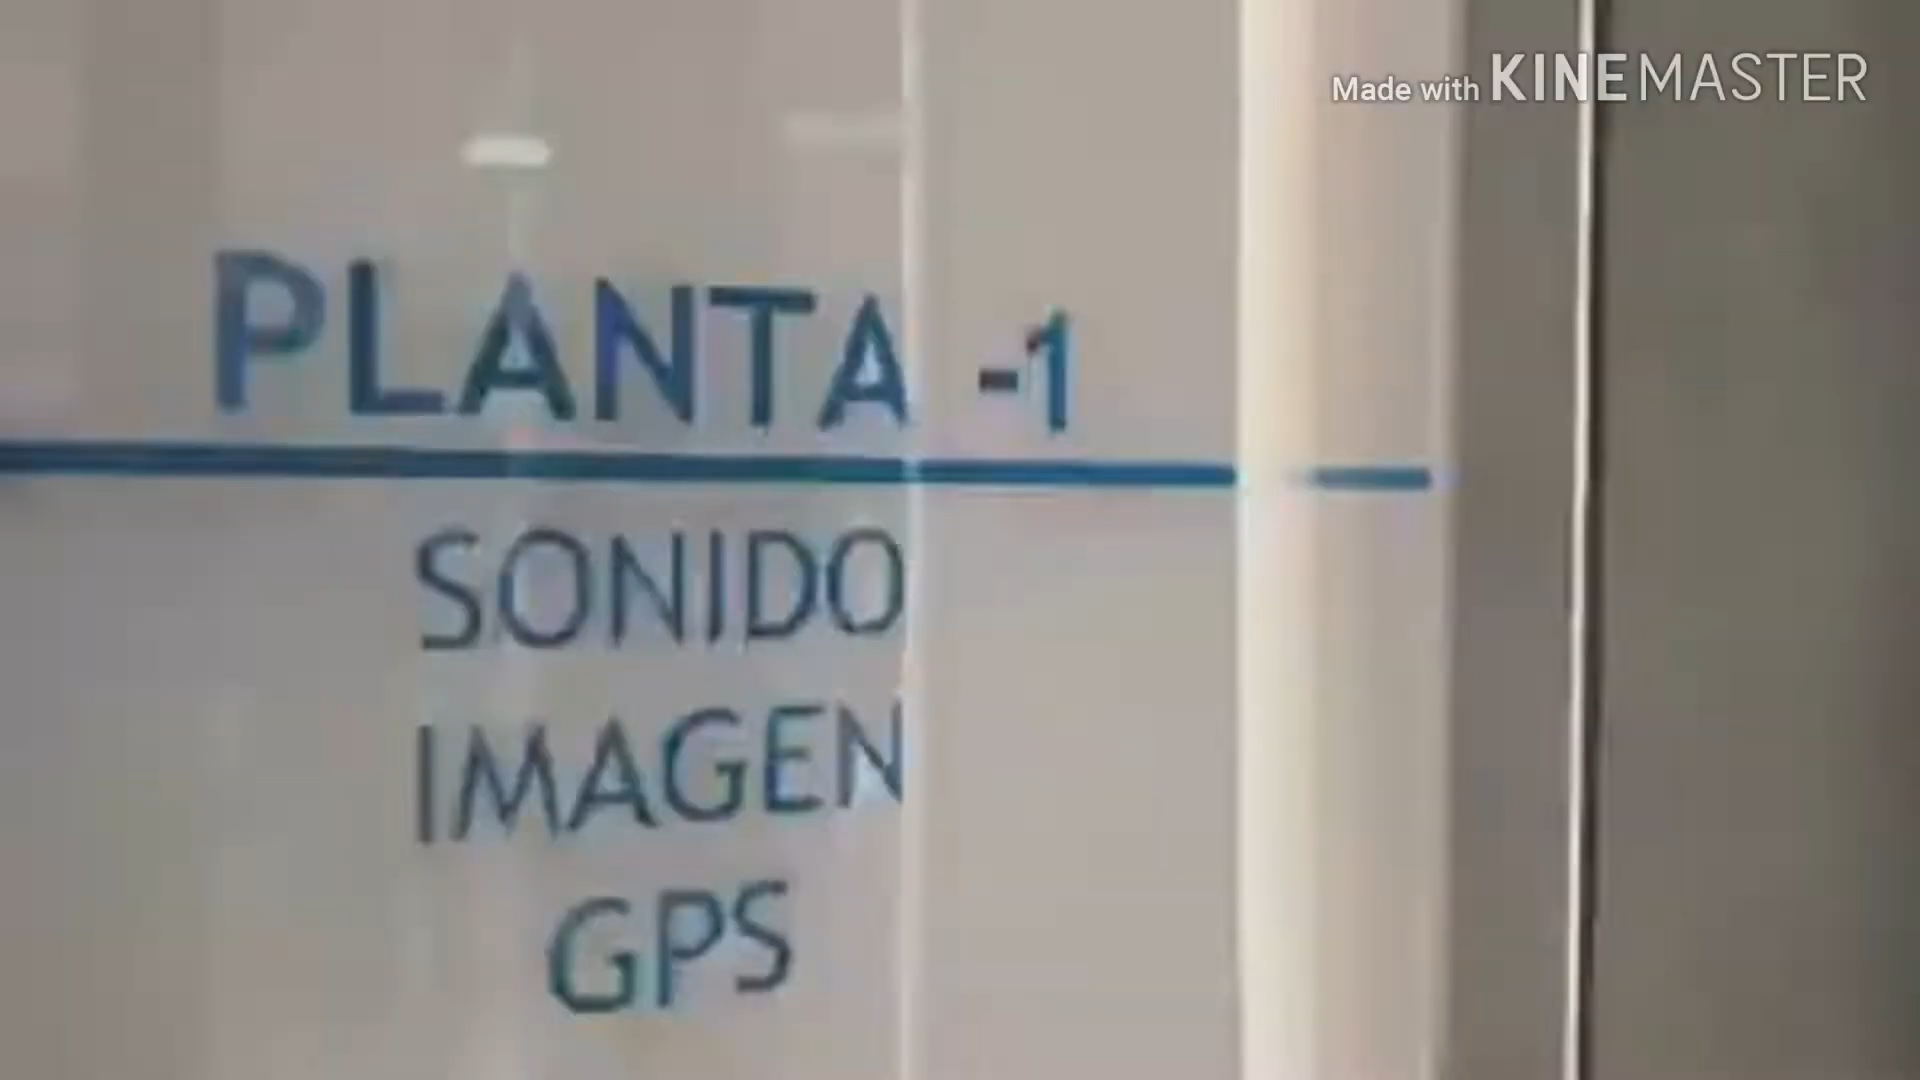 Made with KINEMASTER
PLANTA -1
SONIDO
IMAGEN
GPS